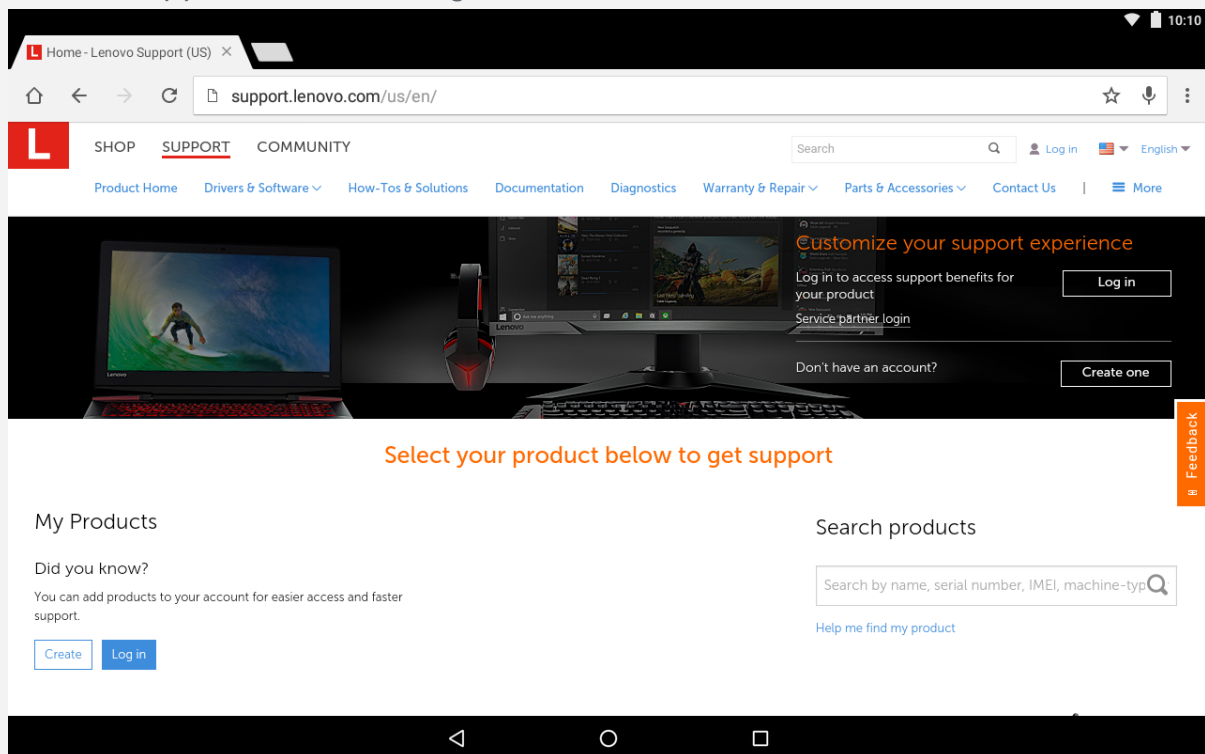 10:10
L Home - Lenovo Support (US) ×
support.lenovo.com/us/en/
L SHOP SUPPORT COMMUNITY Search Log in English
Product Home Drivers & Software How-Tos & Solutions Documentation Diagnostics Warranty & Repair Parts & Accessories Contact Us | More
Customize your support experience
Log in to access support benefits for
your product
Log in
Service partner login
Don't have an account?
Create one
Lenovo
Lenovo
Ask me anything
Feedback
Select your product below to get support
My Products
Did you know?
You can add products to your account for easier access and faster
support.
Create Log in
Search products
Search by name, serial number, IMEI, machine-typ
Help me find my product